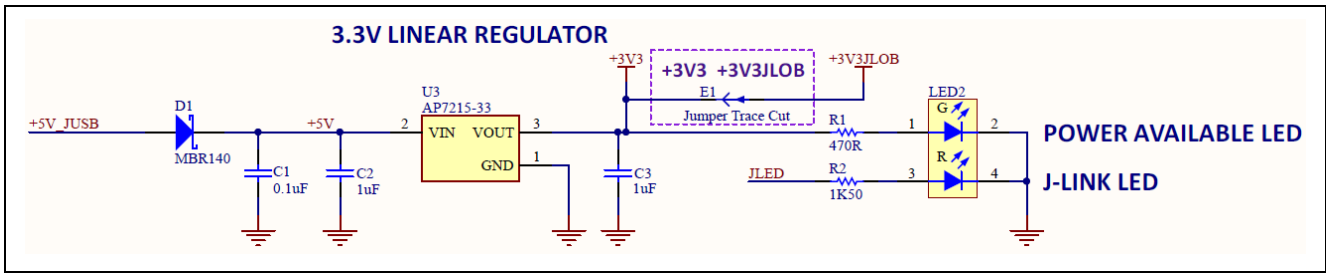 3.3V LINEAR REGULATOR
+3V3
+3V3 +3V3JLOB
+3V3JLOB
E1
Jumper Trace Cut
U3
AP7215-33
LED2
D1
+5V_JUSB
MBR140
+5V
2
VIN
VOUT
3
GND
1
R1
470R
1
G
2
POWER AVAILABLE LED
C1
0.1uF
C2
1uF
C3
1uF
JLED
R2
1K50
3
R
4
J-LINK LED